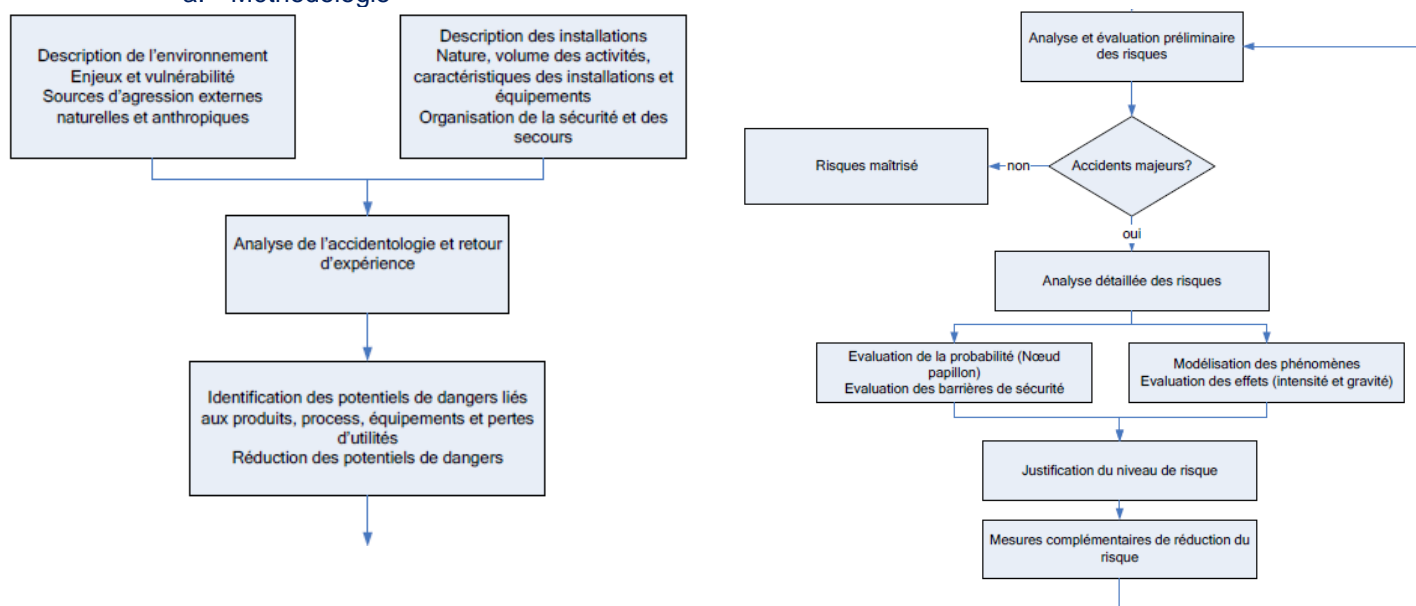 a. Méthodologie
Description de l'environnement
Enjeux et vulnérabilité
Sources d'agression externes
naturelles et anthropiques
Description des installations
Nature, volume des activités,
caractéristiques des installations et
équipements
Organisation de la sécurité et des
secours
Analyse de l'accidentologie et retour
d'expérience
Identification des potentiels de dangers liés
aux produits, process, équipements et pertes
d'utilités
Réduction des potentiels de dangers
Analyse et évaluation préliminaire
des risques
Risques maîtrisé
non
Accidents majeurs?
oui
Analyse détaillée des risques
Evaluation de la probabilité (Nœud
papillon)
Evaluation des barrières de sécurité
Modélisation des phénomènes
Evaluation des effets (intensité et gravité)
Justification du niveau de risque
Mesures complémentaires de réduction du
risque